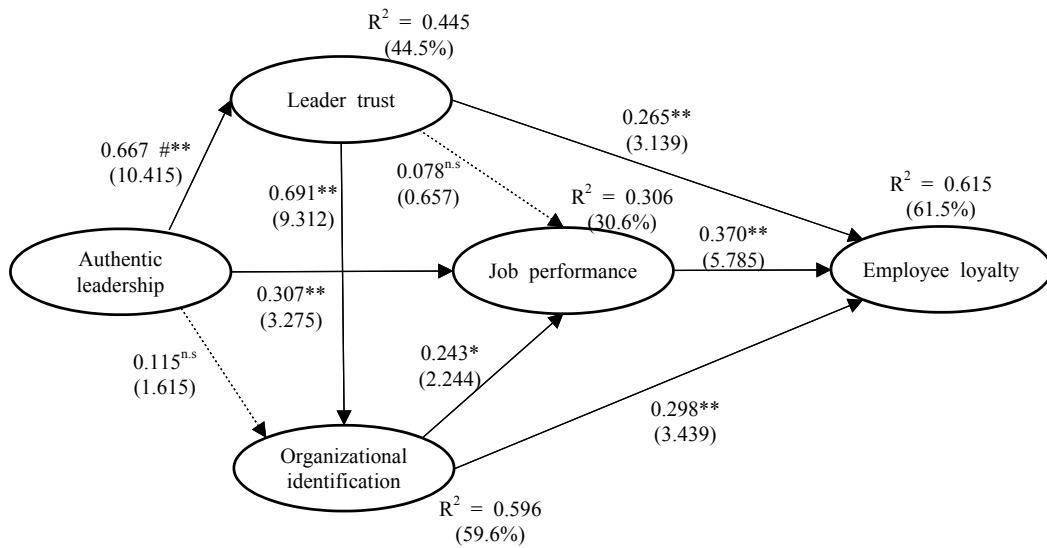 R² = 0.445
(44.5%)
Leader trust
0.667 #**
(10.415)
0.691**
(9.312)
0.078ⁿ·ˢ
(0.657)
0.265**
(3.139)
R² = 0.306
(30.6%)
R² = 0.615
(61.5%)
Authentic
leadership
Job performance
0.370**
(5.785)
Employee loyalty
0.307**
(3.275)
0.115ⁿ·ˢ
(1.615)
0.243*
(2.244)
0.298**
(3.439)
Organizational
identification
R² = 0.596
(59.6%)